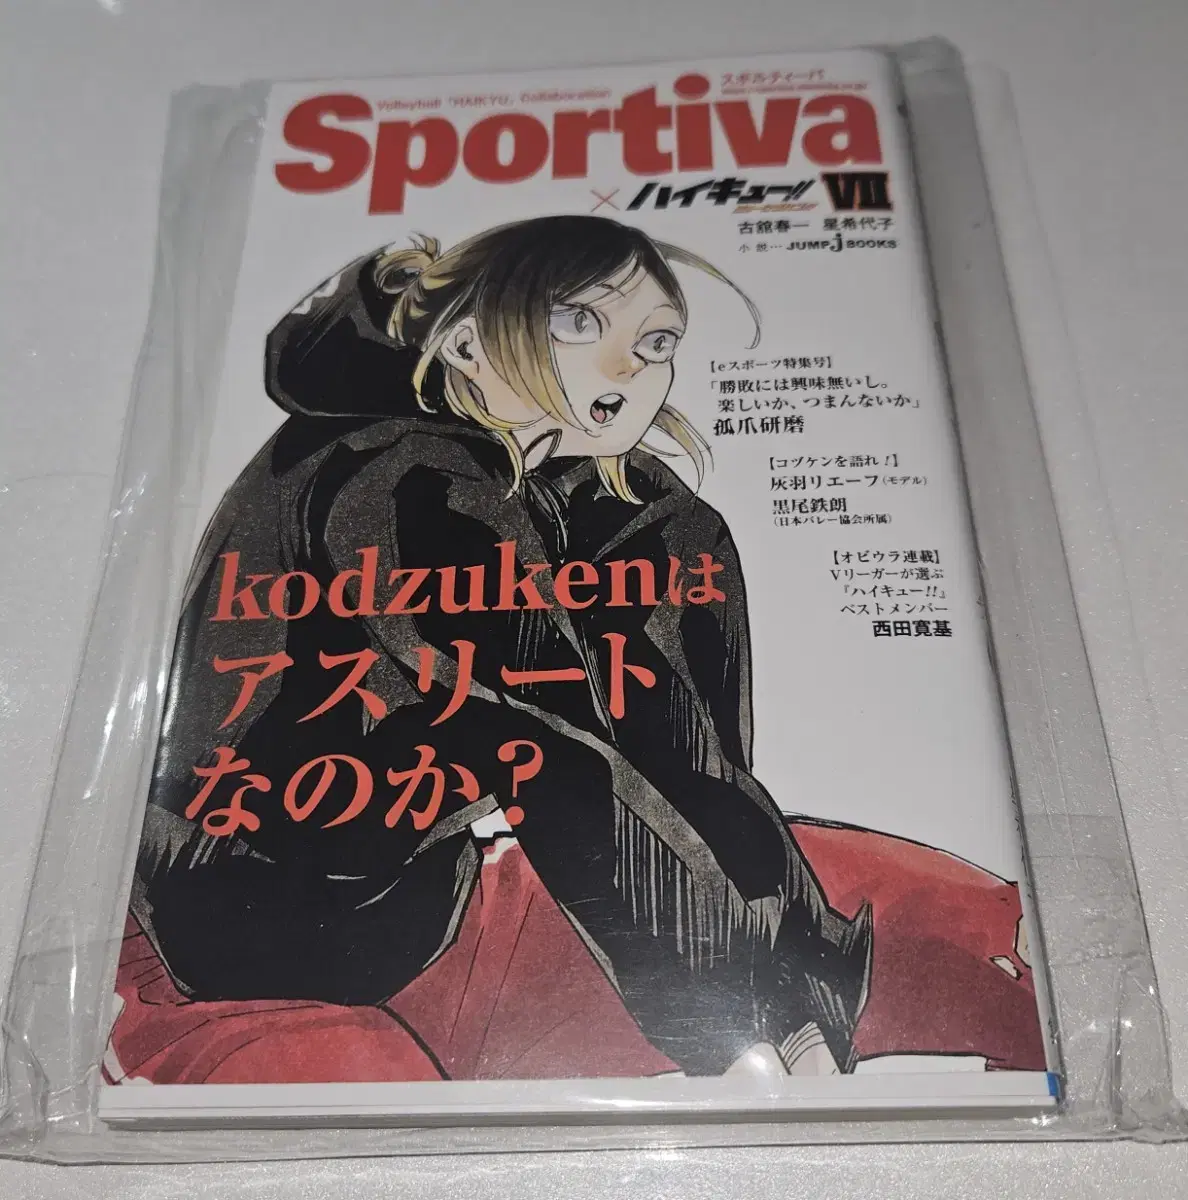 スポルティーバ
Volleyball「HAIKYU」Collaboration
Sportiva
×ハイキュー!! VII
古舘春一 星希代子
小説…JUMP j BOOKS
【eスポーツ特集号】
「勝敗には興味無いし。
楽しいか、つまんないか」
孤爪研磨
【コヅケンを語れ!】
灰羽リエーフ(モデル)
黒尾鉄朗
(日本バレー協会所属)
【オビウラ連載】
Vリーガーが選ぶ
『ハイキュー!!』
ベストメンバー
西田寛基
kodzukenは
アスリート
なのか?